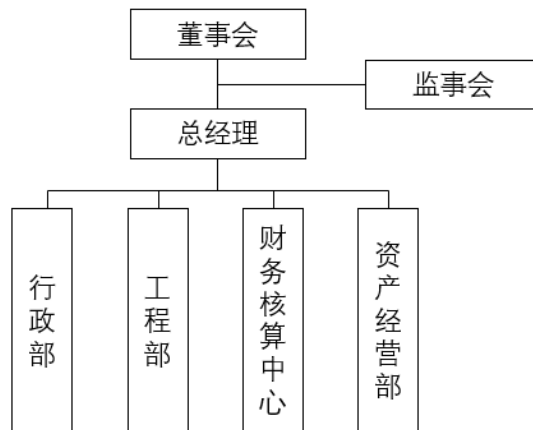 董事会
监事会
总经理
行政部
工程部
财务核算中心
资产经营部